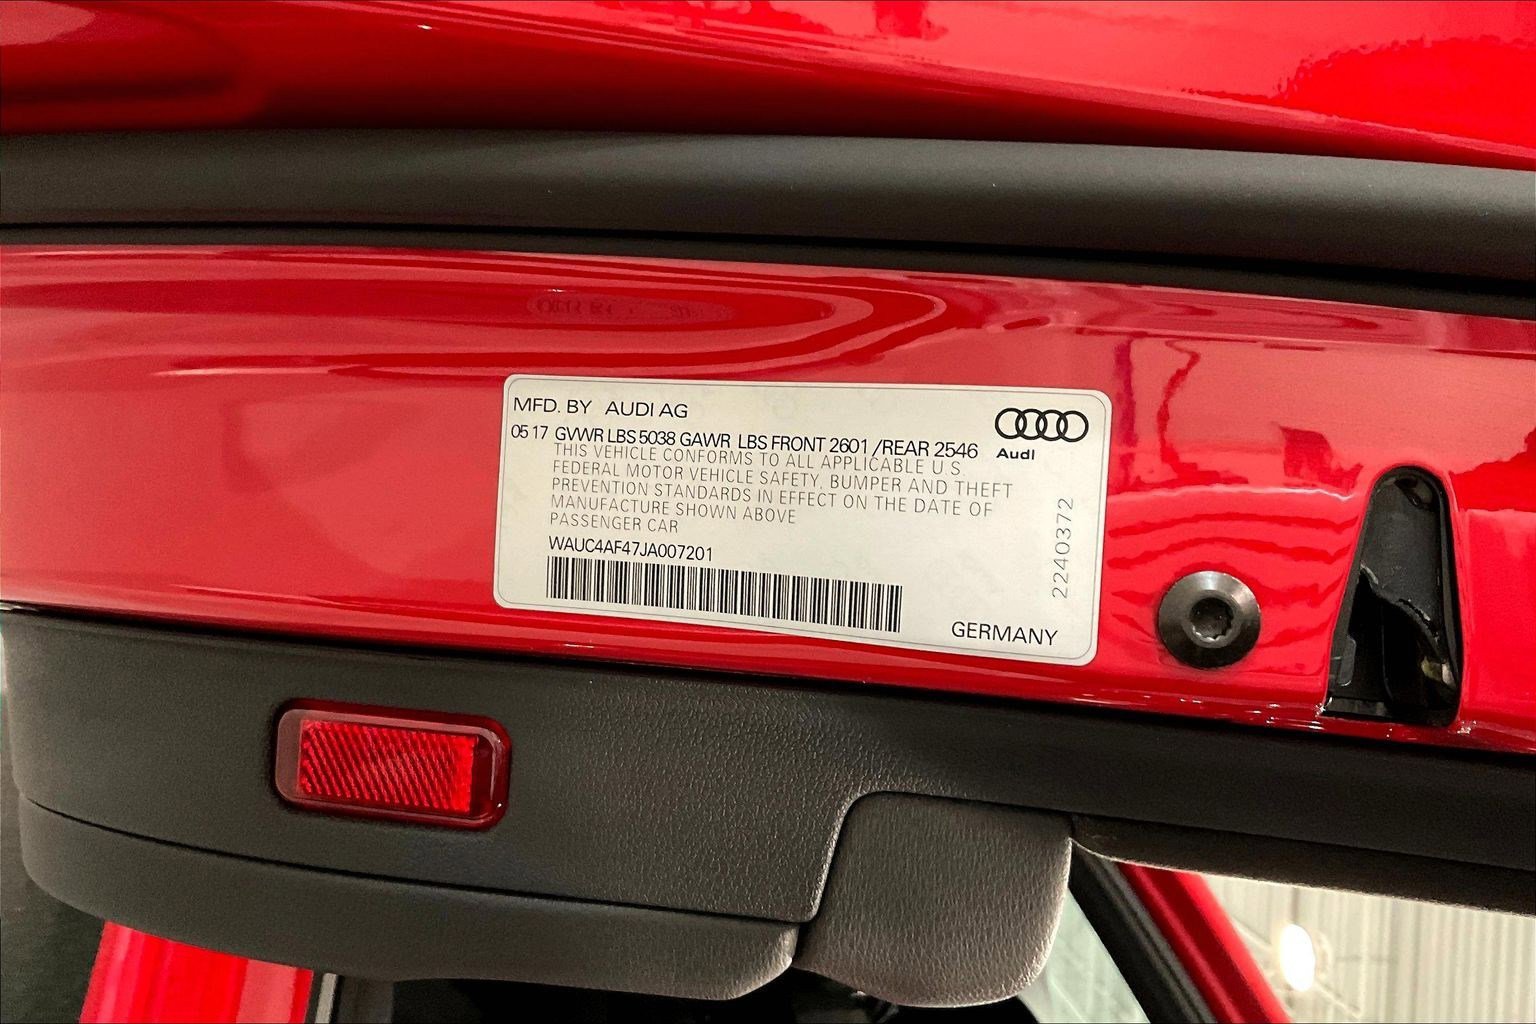 MFD. BY AUDI AG
05 17 GVWR LBS 5038 GAWR LBS FRONT 2601 /REAR 2546
THIS VEHICLE CONFORMS TO ALL APPLICABLE U.S.
FEDERAL MOTOR VEHICLE SAFETY, BUMPER AND THEFT
PREVENTION STANDARDS IN EFFECT ON THE DATE OF
MANUFACTURE SHOWN ABOVE
PASSENGER CAR
WAUC4AF47JA007201
Audi
2240372
GERMANY